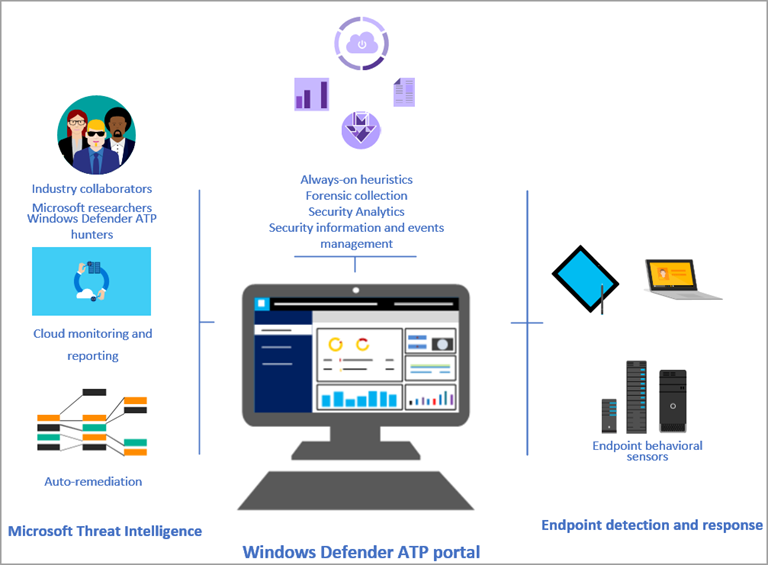 Always-on heuristics
Forensic collection
Security Analytics
Security information and events
management
Industry collaborators
Microsoft researchers
Windows Defender ATP
hunters
Cloud monitoring and
reporting
Auto-remediation
Microsoft Threat Intelligence
Windows Defender ATP portal
Endpoint behavioral
sensors
Endpoint detection and response